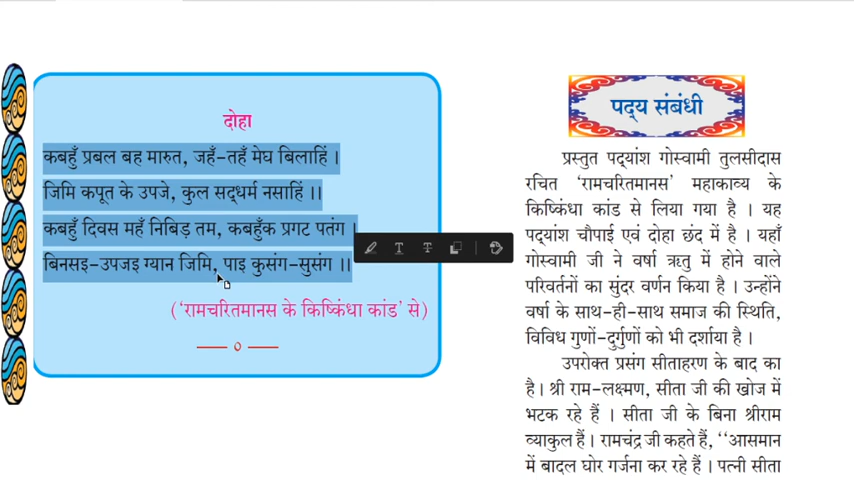 दोहा
कबहुँ प्रबल बह मारुत, जहँ-तहँ मेघ बिलाहिं ।
जिमि कपूत के उपजे, कुल सद्धर्म नसाहिं ।।
कबहुँ दिवस महँ निबिड़ तम, कबहुँक प्रगट पतंग ।
बिनसइ-उपजइ ग्यान जिमि, पाइ कुसंग-सुसंग ।।
('रामचरितमानस के किष्किंधा कांड' से)
०
पद्य संबंधी
प्रस्तुत पद्यांश गोस्वामी तुलसीदास
रचित 'रामचरितमानस' महाकाव्य के
किष्किंधा कांड से लिया गया है । यह
पद्यांश चौपाई एवं दोहा छंद में है । यहाँ
गोस्वामी जी ने वर्षा ऋतु में होने वाले
परिवर्तनों का सुंदर वर्णन किया है । उन्होंने
वर्षा के साथ-ही-साथ समाज की स्थिति,
विविध गुणों-दुर्गुणों को भी दर्शाया है ।
उपरोक्त प्रसंग सीताहरण के बाद का
है । श्री राम-लक्ष्मण, सीता जी की खोज में
भटक रहे हैं । सीता जी के बिना श्रीराम
व्याकुल हैं । रामचंद्र जी कहते हैं, ''आसमान
में बादल घोर गर्जना कर रहे हैं । पत्नी सीता